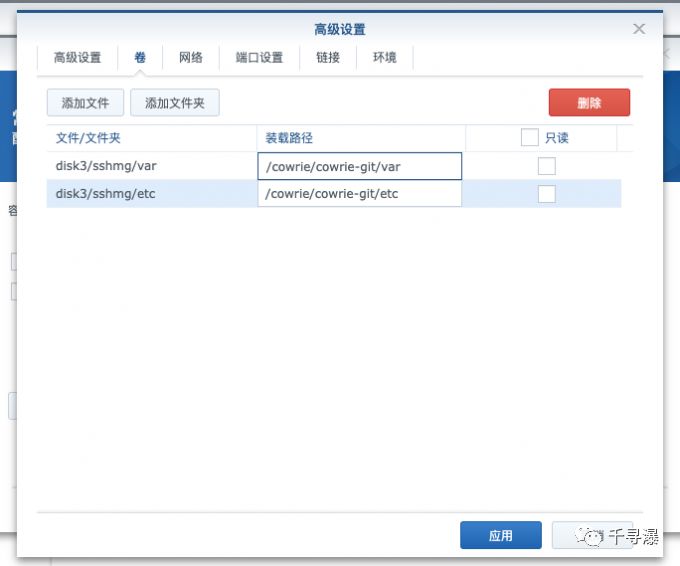 高级设置
高级设置 卷 网络 端口设置 链接 环境
添加文件 添加文件夹 删除
文件/文件夹 装载路径 只读
disk3/sshmg/var /cowrie/cowrie-git/var
disk3/sshmg/etc /cowrie/cowrie-git/etc
应用
千寻瀑